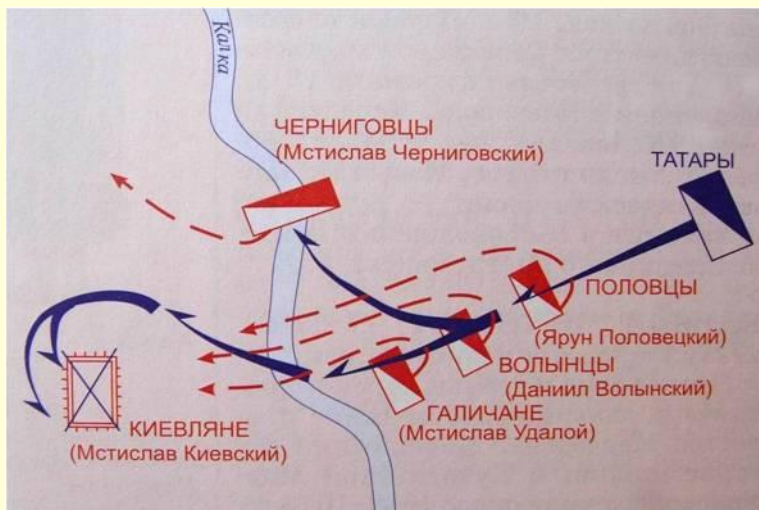 Калка
ЧЕРНИГОВЦЫ
(Мстислав Черниговский)
ТАТАРЫ
ПОЛОВЦЫ
(Ярун Половецкий)
ВОЛЫНЦЫ
(Даниил Волынский)
ГАЛИЧАНЕ
(Мстислав Удалой)
КИЕВЛЯНЕ
(Мстислав Киевский)